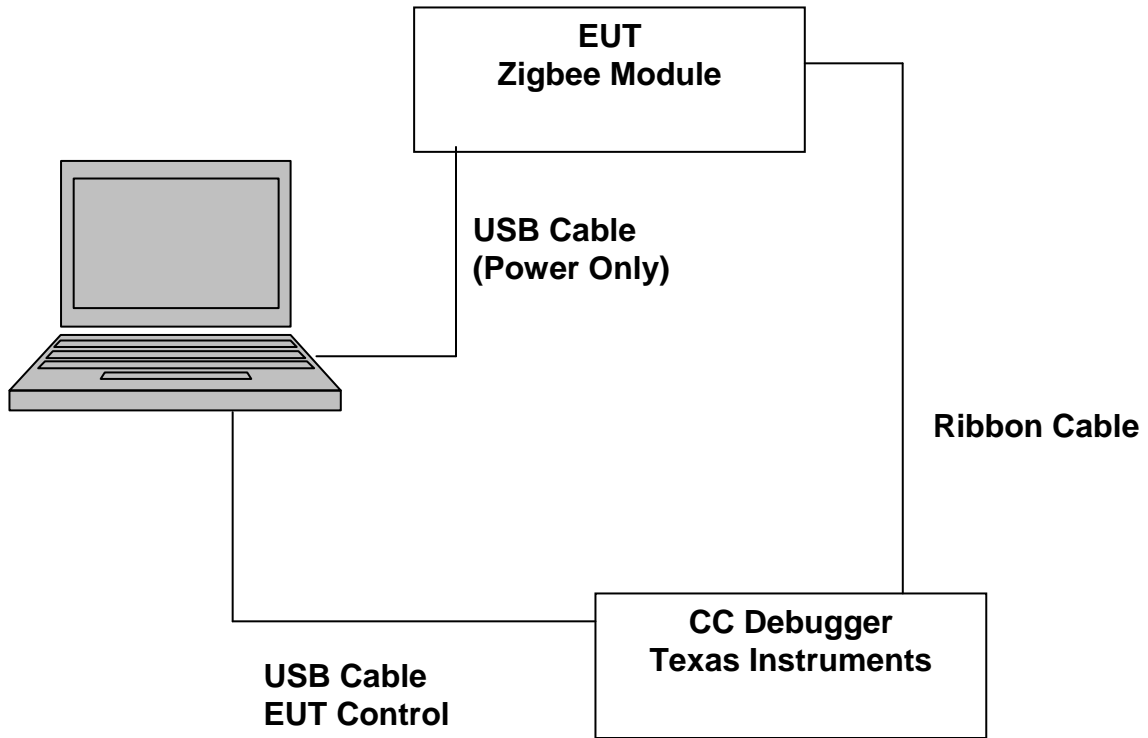 EUT
Zigbee Module
USB Cable
(Power Only)
Ribbon Cable
CC Debugger
Texas Instruments
USB Cable
EUT Control